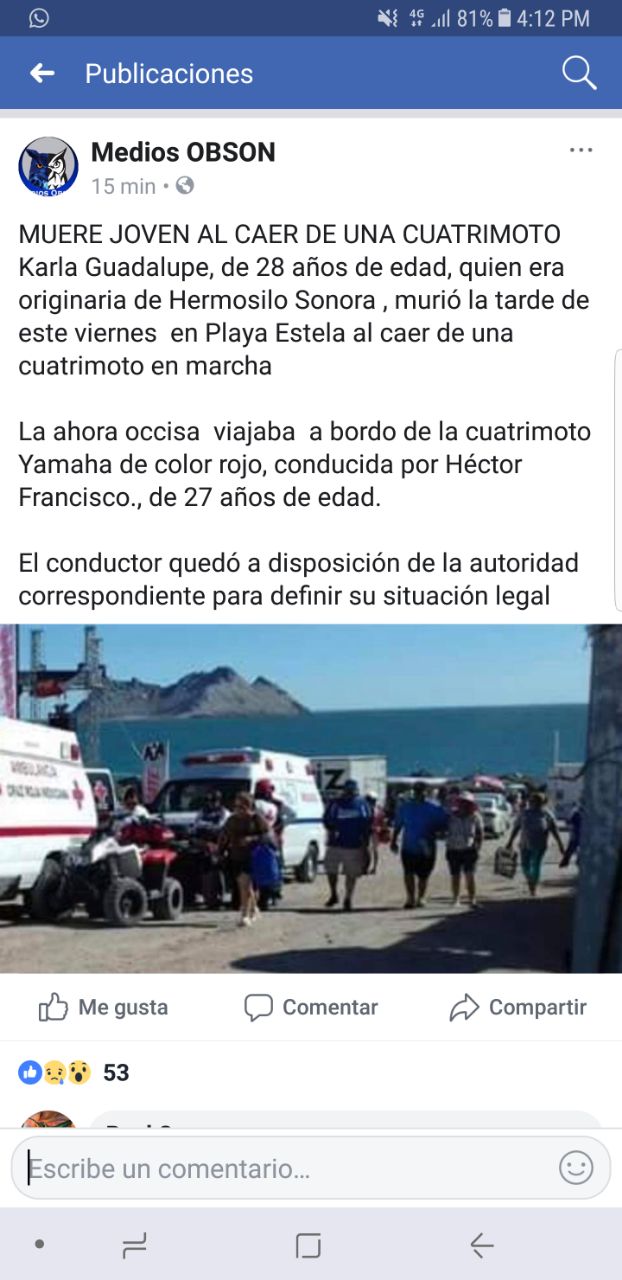 4G 81% 4:12 PM
Publicaciones
Medios OBSON
15 min
MUERE JOVEN AL CAER DE UNA CUATRIMOTO
Karla Guadalupe, de 28 años de edad, quien era
originaria de Hermosilo Sonora , murió la tarde de
este viernes en Playa Estela al caer de una
cuatrimoto en marcha
La ahora occisa viajaba a bordo de la cuatrimoto
Yamaha de color rojo, conducida por Héctor
Francisco., de 27 años de edad.
El conductor quedó a disposición de la autoridad
correspondiente para definir su situación legal
AMBULANCIA
CRUZ ROJA MEXICANA
Me gusta Comentar Compartir
53
Escribe un comentario...